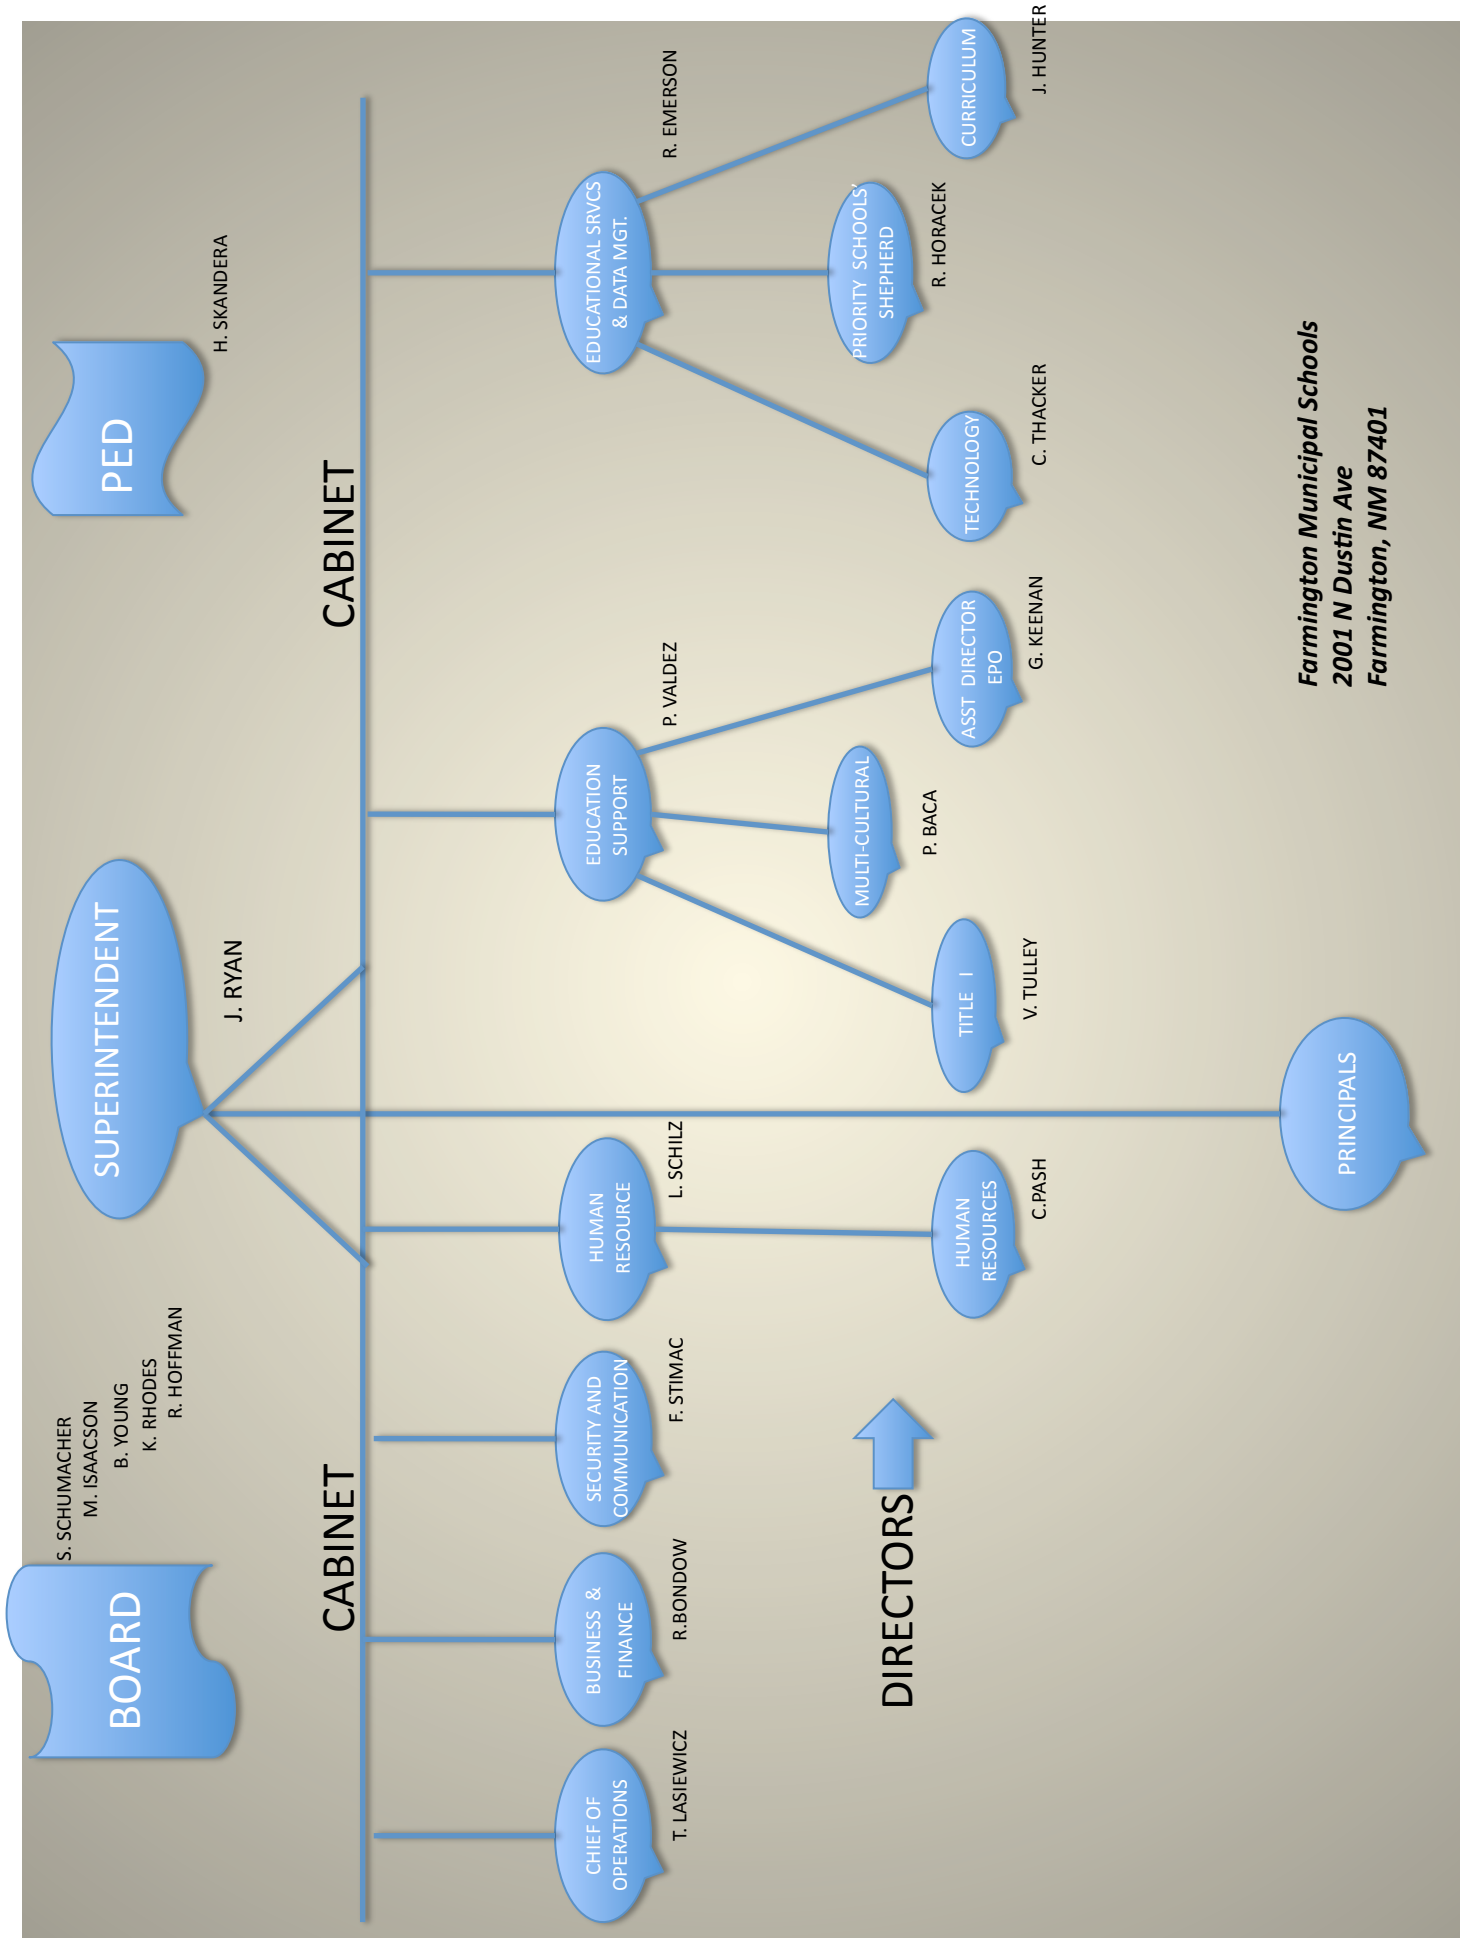 BOARD
S. SCHUMACHER
M. ISAACSON
B. YOUNG
K. RHODES
R. HOFFMAN
SUPERINTENDENT
J. RYAN
PED
H. SKANDERA
CABINET
CABINET
CHIEF OF
OPERATIONS
T. LASIEWICZ
BUSINESS &
FINANCE
R.BONDOW
SECURITY AND
COMMUNICATION
F. STIMAC
HUMAN
RESOURCE
L. SCHILZ
EDUCATION
SUPPORT
P. VALDEZ
EDUCATIONAL SRVCS
& DATA MGT.
R. EMERSON
DIRECTORS
HUMAN
RESOURCES
C.PASH
TITLE I
V. TULLEY
MULTI-CULTURAL
P. BACA
ASST DIRECTOR
EPO
G. KEENAN
TECHNOLOGY
C. THACKER
PRIORITY SCHOOLS'
SHEPHERD
R. HORACEK
CURRICULUM
J. HUNTER
PRINCIPALS
Farmington Municipal Schools
2001 N Dustin Ave
Farmington, NM 87401